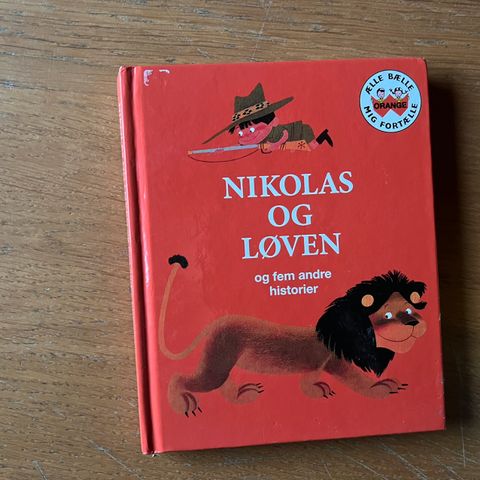 ÆLLE BÆLLE
ORANGE
MIG FORTÆLLE
NIKOLAS
OG
LØVEN
og fem andre
historier